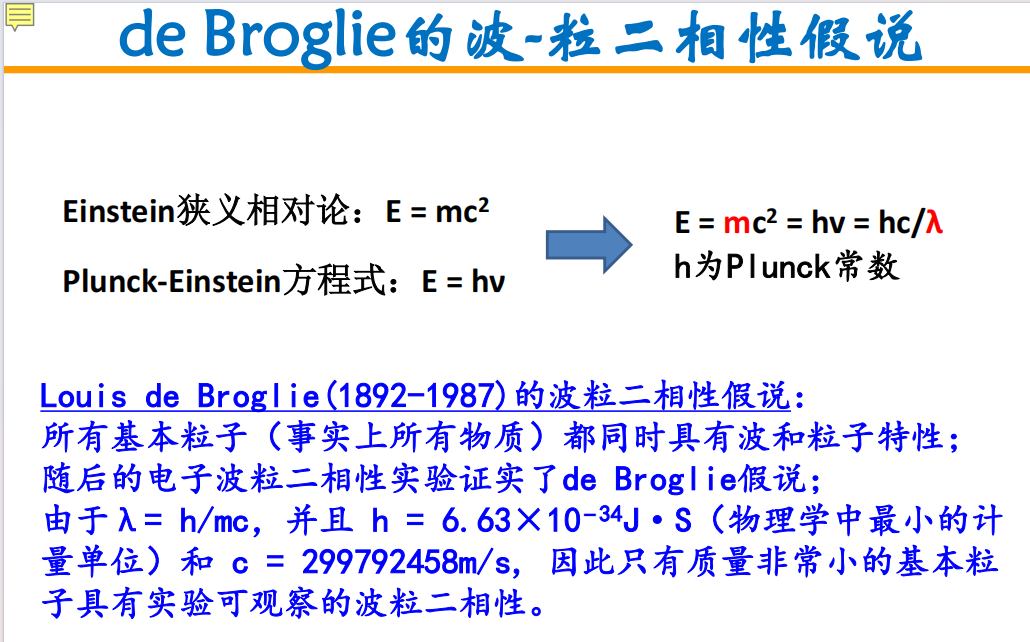 de Broglie的波-粒二相性假说
Einstein狭义相对论：E = mc²
Plunck-Einstein方程式：E = hν
E = mc² = hν = hc/λ
h为Plunck常数
Louis de Broglie(1892-1987)的波粒二相性假说：
所有基本粒子（事实上所有物质）都同时具有波和粒子特性；
随后的电子波粒二相性实验证实了de Broglie假说；
由于λ= h/mc，并且 h = 6.63×10⁻³⁴J·S（物理学中最小的计
量单位）和 c = 299792458m/s，因此只有质量非常小的基本粒
子具有实验可观察的波粒二相性。